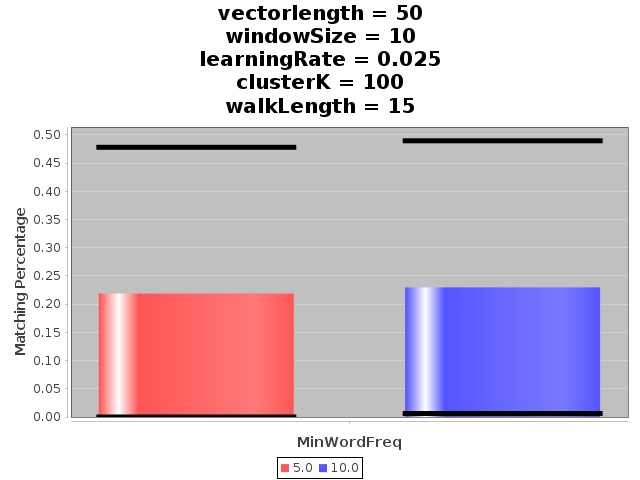 vectorlength = 50
windowSize = 10
learningRate = 0.025
clusterK = 100
walkLength = 15
0.50
0.45
0.40
0.35
0.30
0.25
0.20
0.15
0.10
0.05
0.00
Matching Percentage
MinWordFreq
5.0 10.0